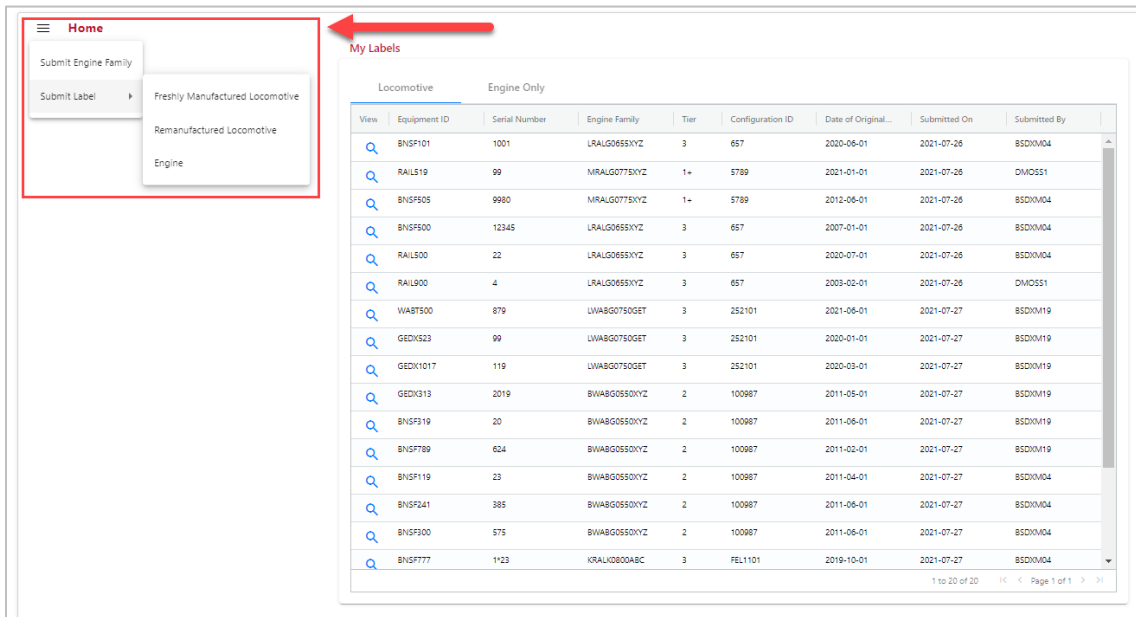 Home
Submit Engine Family
Submit Label
Freshly Manufactured Locomotive
Remanufactured Locomotive
Engine
My Labels
Locomotive Engine Only
View Equipment ID Serial Number Engine Family Tier Configuration ID Date of Original... Submitted On Submitted By
BNSF101 1001 LRALG0655XYZ 3 657 2020-06-01 2021-07-26 BSDXM04
RAIL519 99 MRALG0775XYZ 1+ 5789 2021-01-01 2021-07-26 DMOSS1
BNSF505 9980 MRALG0775XYZ 1+ 5789 2012-06-01 2021-07-26 BSDXM04
BNSF500 12345 LRALG0655XYZ 3 657 2007-01-01 2021-07-26 BSDXM04
RAIL500 22 LRALG0655XYZ 3 657 2020-07-01 2021-07-26 BSDXM04
RAIL900 4 LRALG0655XYZ 3 657 2003-02-01 2021-07-26 DMOSS1
WABT500 879 LWABG0750GET 3 252101 2021-06-01 2021-07-27 BSDXM19
GEDX523 99 LWABG0750GET 3 252101 2020-01-01 2021-07-27 BSDXM19
GEDX1017 119 LWABG0750GET 3 252101 2020-03-01 2021-07-27 BSDXM19
GEDX313 2019 BWABG0550XYZ 2 100987 2011-05-01 2021-07-27 BSDXM19
BNSF319 20 BWABG0550XYZ 2 100987 2011-06-01 2021-07-27 BSDXM19
BNSF789 624 BWABG0550XYZ 2 100987 2011-02-01 2021-07-27 BSDXM19
BNSF119 23 BWABG0550XYZ 2 100987 2011-04-01 2021-07-27 BSDXM04
BNSF241 385 BWABG0550XYZ 2 100987 2011-06-01 2021-07-27 BSDXM04
BNSF300 575 BWABG0550XYZ 2 100987 2011-06-01 2021-07-27 BSDXM04
BNSF777 1*23 KRALK0800ABC 3 FEL1101 2019-10-01 2021-07-27 BSDXM04
1 to 20 of 20 Page 1 of 1